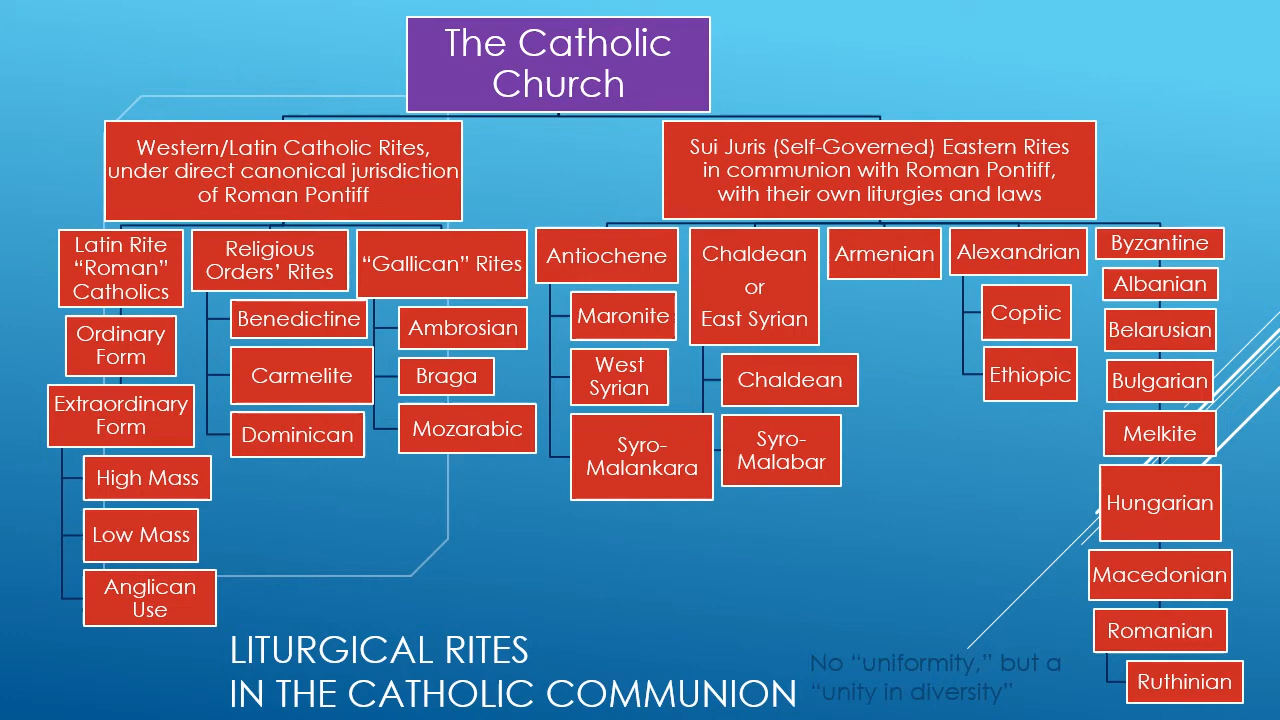 The Catholic
Church
Western/Latin Catholic Rites,
under direct canonical jurisdiction
of Roman Pontiff
Sui Juris (Self-Governed) Eastern Rites
in communion with Roman Pontiff,
with their own liturgies and laws
Latin Rite
“Roman”
Catholics
Ordinary
Form
Extraordinary
Form
High Mass
Low Mass
Anglican
Use
Religious
Orders’ Rites
Benedictine
Carmelite
Dominican
“Gallican” Rites
Ambrosian
Braga
Mozarabic
Antiochene
Maronite
West
Syrian
Syro-
Malankara
Chaldean
or
East Syrian
Chaldean
Syro-
Malabar
Armenian
Alexandrian
Coptic
Ethiopic
Byzantine
Albanian
Belarusian
Bulgarian
Melkite
Hungarian
Macedonian
Romanian
Ruthinian
LITURGICAL RITES
IN THE CATHOLIC COMMUNION
No “uniformity,” but a
“unity in diversity”